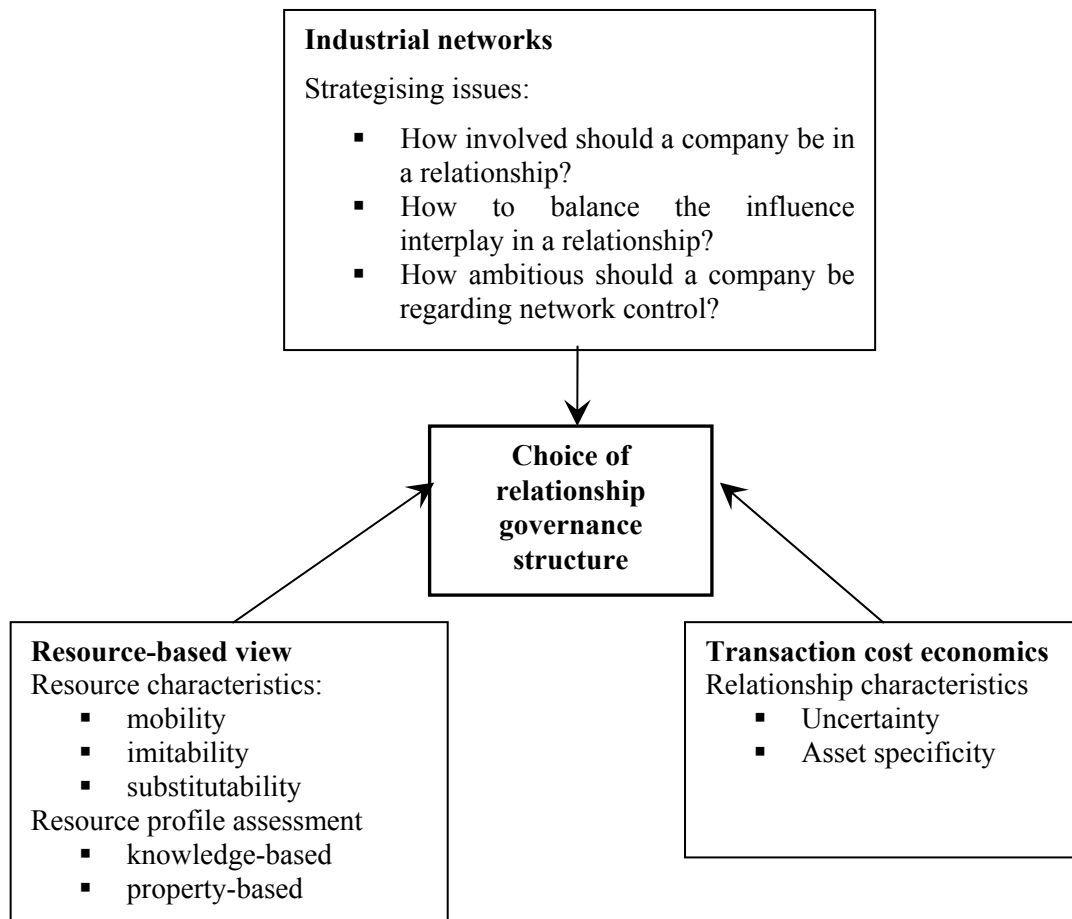 Industrial networks
Strategising issues:
▪ How involved should a company be in
a relationship?
▪ How to balance the influence
interplay in a relationship?
▪ How ambitious should a company be
regarding network control?
Choice of
relationship
governance
structure
Resource-based view
Resource characteristics:
▪ mobility
▪ imitability
▪ substitutability
Resource profile assessment
▪ knowledge-based
▪ property-based
Transaction cost economics
Relationship characteristics
▪ Uncertainty
▪ Asset specificity